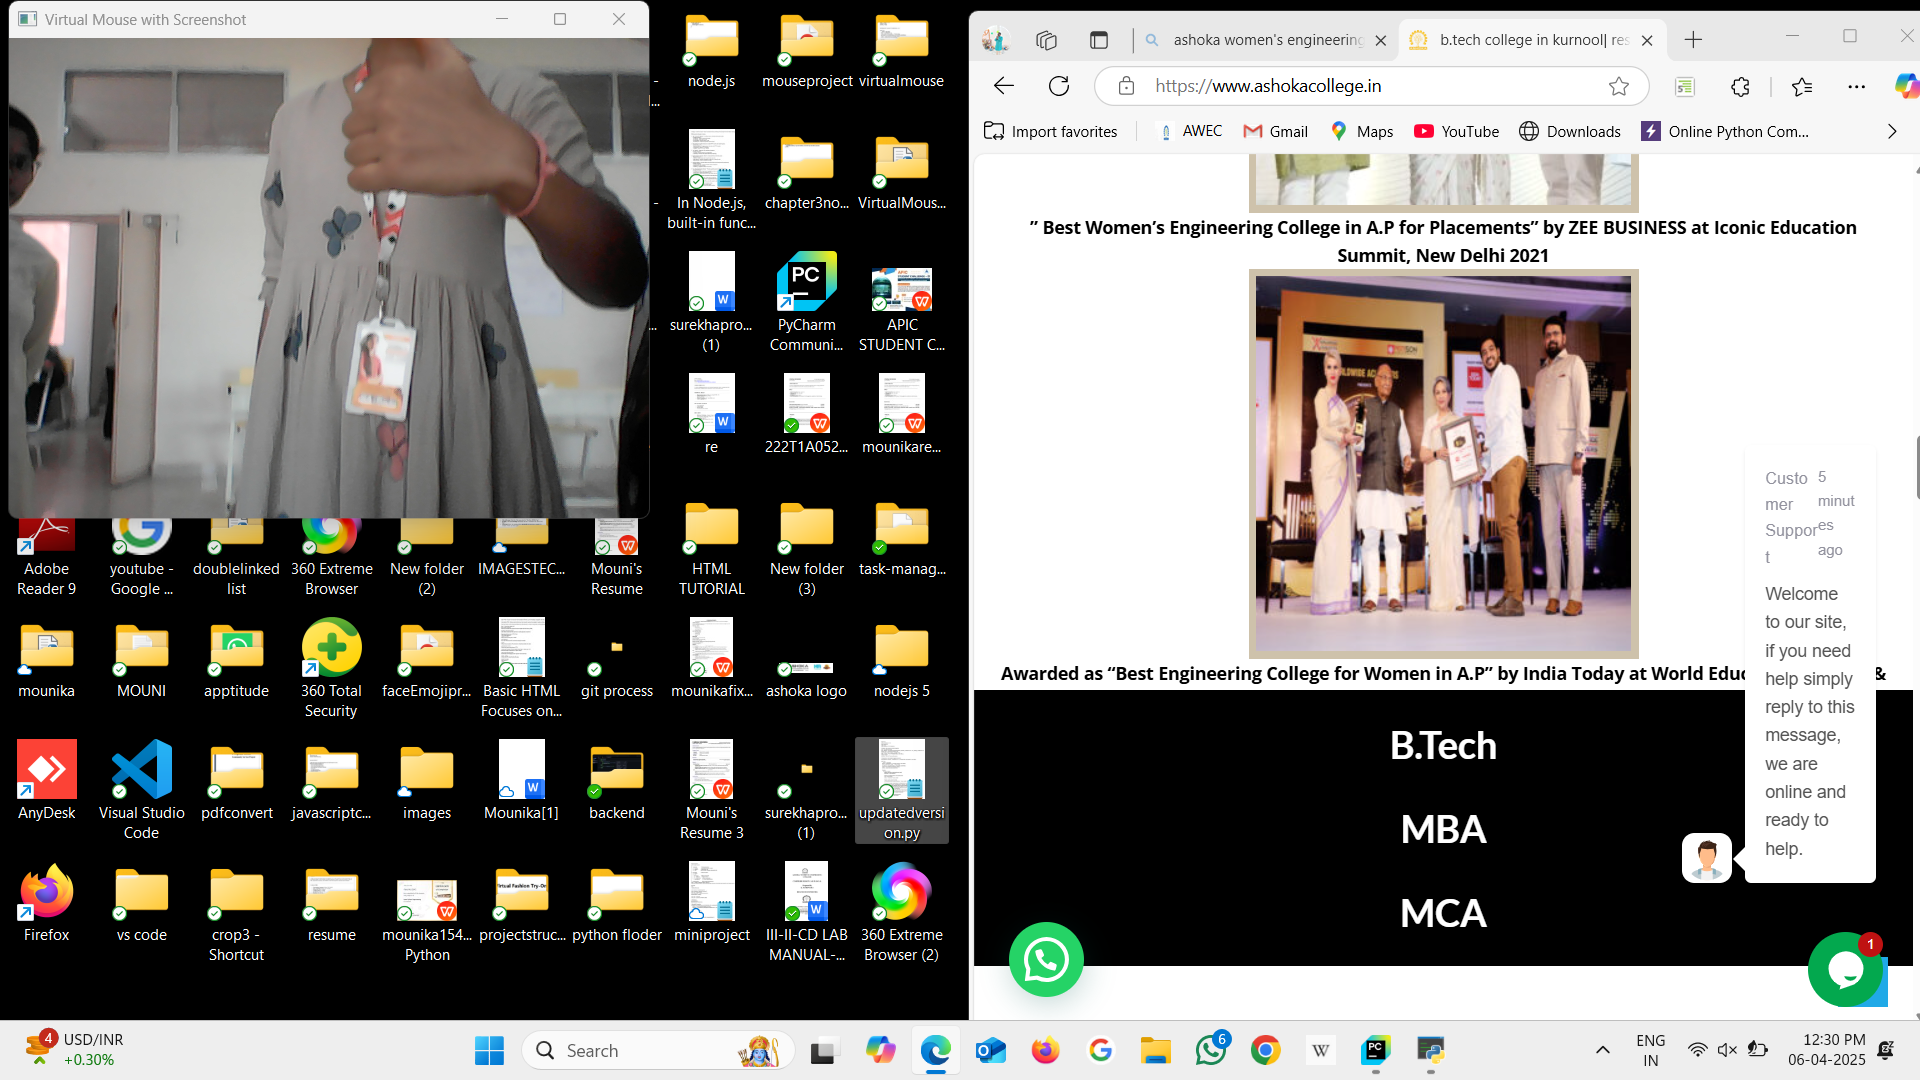 Virtual Mouse with Screenshot
node.js
mouseproject
virtualmouse
In Node.js,
built-in func...
chapter3no...
VirtualMous...
surekhapro...
(1)
PyCharm
Communi...
APIC
STUDENT C...
re
222T1A052...
mounikare...
Adobe
Reader 9
youtube -
Google ...
doublelinked
list
360 Extreme
Browser
New folder
(2)
IMAGESTEC...
Mouni's
Resume
HTML
TUTORIAL
New folder
(3)
task-manag...
mounika
MOUNI
apptitude
360 Total
Security
faceEmojipr...
Basic HTML
Focuses on...
git process
mounikafix...
ashoka logo
nodejs 5
AnyDesk
Visual Studio
Code
pdfconvert
javascriptc...
images
Mounika[1]
backend
Mouni's
Resume 3
surekhapro...
(1)
updatedversi
on.py
Firefox
vs code
crop3 -
Shortcut
resume
mounika154...
Python
projectstruc...
python floder
miniproject
III-II-CD LAB
MANUAL-...
360 Extreme
Browser (2)
ashoka women's engineering
b.tech college in kurnool| res
https://www.ashokacollege.in
Import favorites
AWEC
Gmail
Maps
YouTube
Downloads
Online Python Com...
” Best Women’s Engineering College in A.P for Placements” by ZEE BUSINESS at Iconic Education
Summit, New Delhi 2021
Awarded as “Best Engineering College for Women in A.P” by India Today at World Educ
&
B.Tech
MBA
MCA
Custo
mer
Suppor
t
5
minut
es
ago
Welcome
to our site,
if you need
help simply
reply to this
message,
we are
online and
ready to
help.
1
4
USD/INR
+0.30%
Search
6
ENG
IN
12:30 PM
06-04-2025